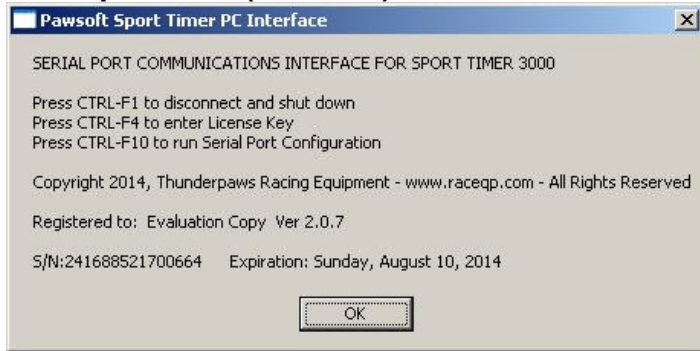 Pawsoft Sport Timer PC Interface
SERIAL PORT COMMUNICATIONS INTERFACE FOR SPORT TIMER 3000
Press CTRL-F1 to disconnect and shut down
Press CTRL-F4 to enter License Key
Press CTRL-F10 to run Serial Port Configuration
Copyright 2014, Thunderpaws Racing Equipment - www.raceqp.com - All Rights Reserved
Registered to: Evaluation Copy Ver 2.0.7
S/N:241688521700664 Expiration: Sunday, August 10, 2014
OK